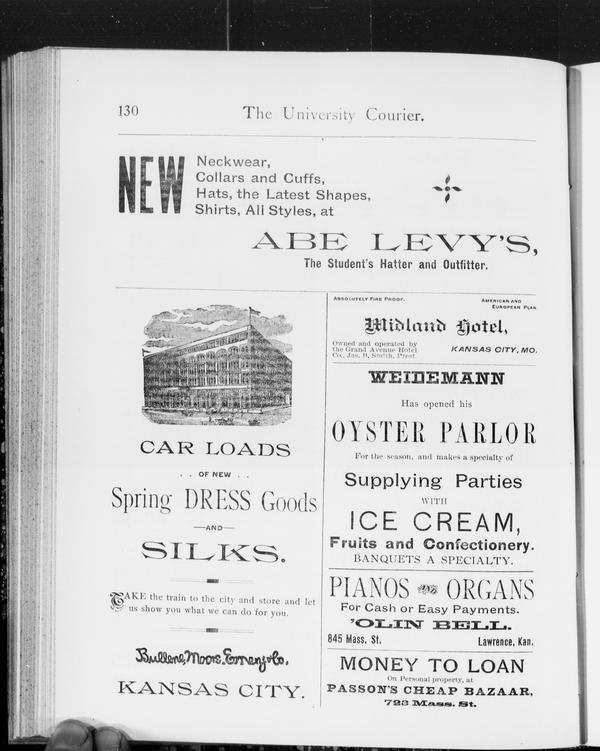 130
The University Courier.
NEW
Neckwear,
Collars and Cuffs,
Hats, the Latest Shapes,
Shirts, All Styles, at
ABE LEVY'S,
The Student's Hatter and Outfitter.
CAR LOADS
. . OF NEW . .
Spring DRESS Goods
—AND—
SILKS.
TAKE the train to the city and store and let
us show you what we can do for you.
Bullene, Moore, Emery & Co.
KANSAS CITY.
ABSOLUTELY FIRE PROOF.
AMERICAN AND
EUROPEAN PLAN.
Midland Hotel,
Owned and operated by
the Grand Avenue Hotel
Co., Jas. B. Smith, Prest.
KANSAS CITY, MO.
WEIDEMANN
Has opened his
OYSTER PARLOR
For the season, and makes a specialty of
Supplying Parties
WITH
ICE CREAM,
Fruits and Confectionery.
BANQUETS A SPECIALTY.
PIANOS AND ORGANS
For Cash or Easy Payments.
'OLIN BELL.
845 Mass. St.
Lawrence, Kan.
MONEY TO LOAN
On Personal property, at
PASSON'S CHEAP BAZAAR,
723 Mass. St.